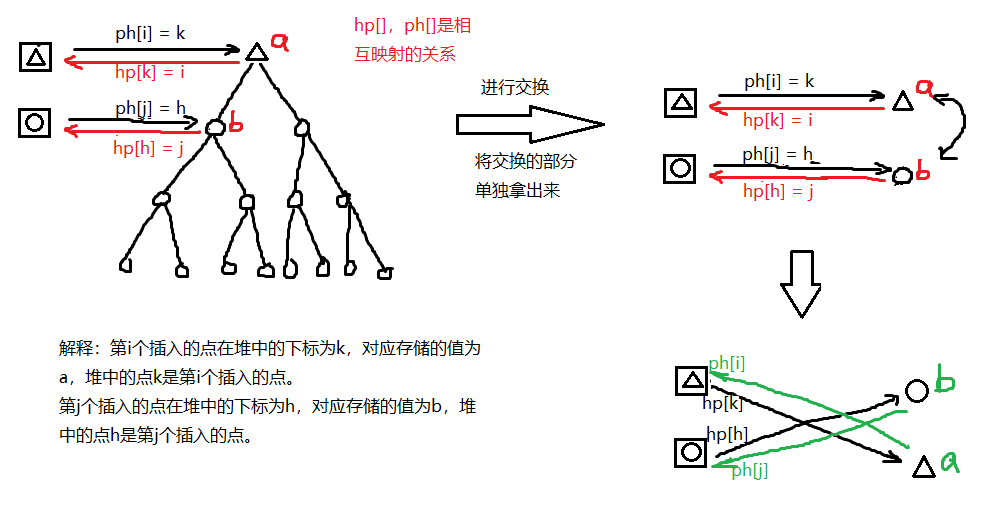 hp[]，ph[]是相
互映射的关系
ph[i] = k
a
hp[k] = i
ph[j] = h
b
hp[h] = j
进行交换
将交换的部分
单独拿出来
ph[i] = k
a
hp[k] = i
ph[j] = h
b
hp[h] = j
解释：第i个插入的点在堆中的下标为k，对应存储的值为
a，堆中的点k是第i个插入的点。
第j个插入的点在堆中的下标为h，对应存储的值为b，堆
中的点h是第j个插入的点。
ph[i]
b
hp[k]
hp[h]
a
ph[j]